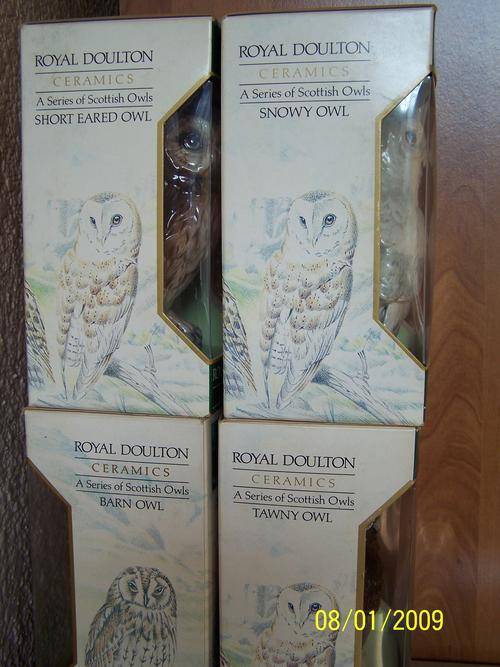 ROYAL DOULTON
CERAMICS
A Series of Scottish Owls
SHORT EARED OWL
ROYAL DOULTON
CERAMICS
A Series of Scottish Owls
SNOWY OWL
ROYAL DOULTON
CERAMICS
A Series of Scottish Owls
BARN OWL
ROYAL DOULTON
CERAMICS
A Series of Scottish Owls
TAWNY OWL
08/01/2009